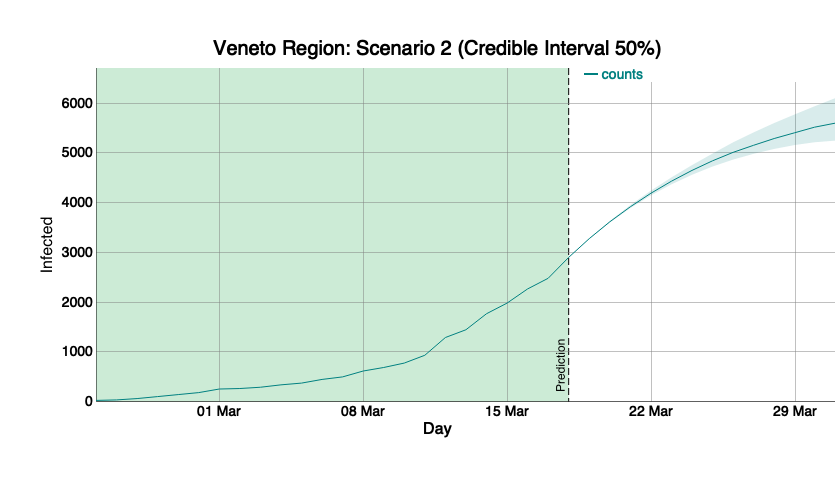 Veneto Region: Scenario 2 (Credible Interval 50%)
counts
6000
5000
4000
3000
2000
1000
0
Infected
Prediction
01 Mar
08 Mar
15 Mar
22 Mar
29 Mar
Day